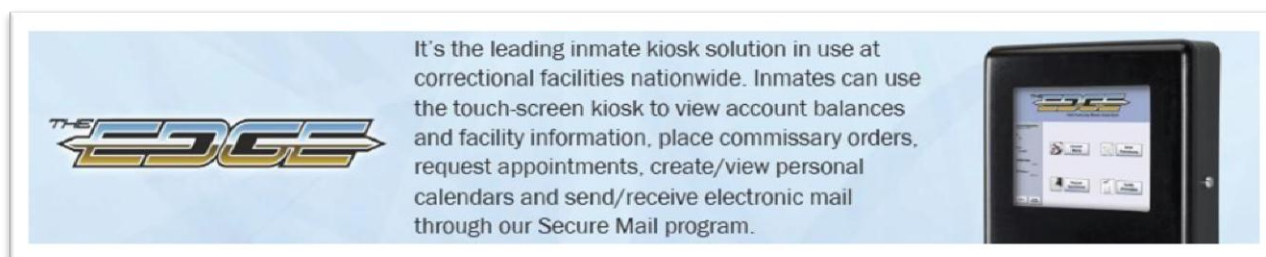 THE EDGE
It's the leading inmate kiosk solution in use at
correctional facilities nationwide. Inmates can use
the touch-screen kiosk to view account balances
and facility information, place commissary orders,
request appointments, create/view personal
calendars and send/receive electronic mail
through our Secure Mail program.
THE EDGE